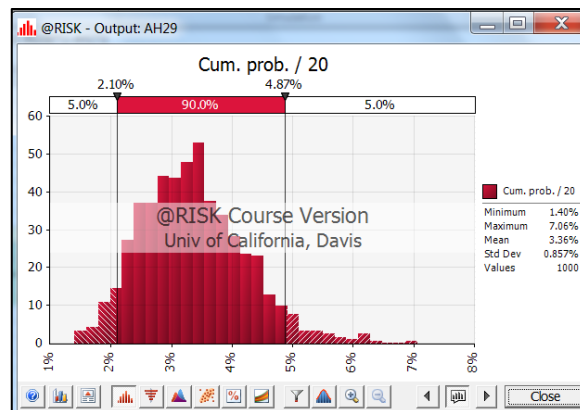 @RISK - Output: AH29
Cum. prob. / 20
2.10% 4.87%
5.0% 90.0% 5.0%
60
50
40
30
20
10
0
1% 2% 3% 4% 5% 6% 7% 8%
@RISK Course Version
Univ of California, Davis
Cum. prob. / 20
Minimum 1.40%
Maximum 7.06%
Mean 3.36%
Std Dev 0.857%
Values 1000
Close